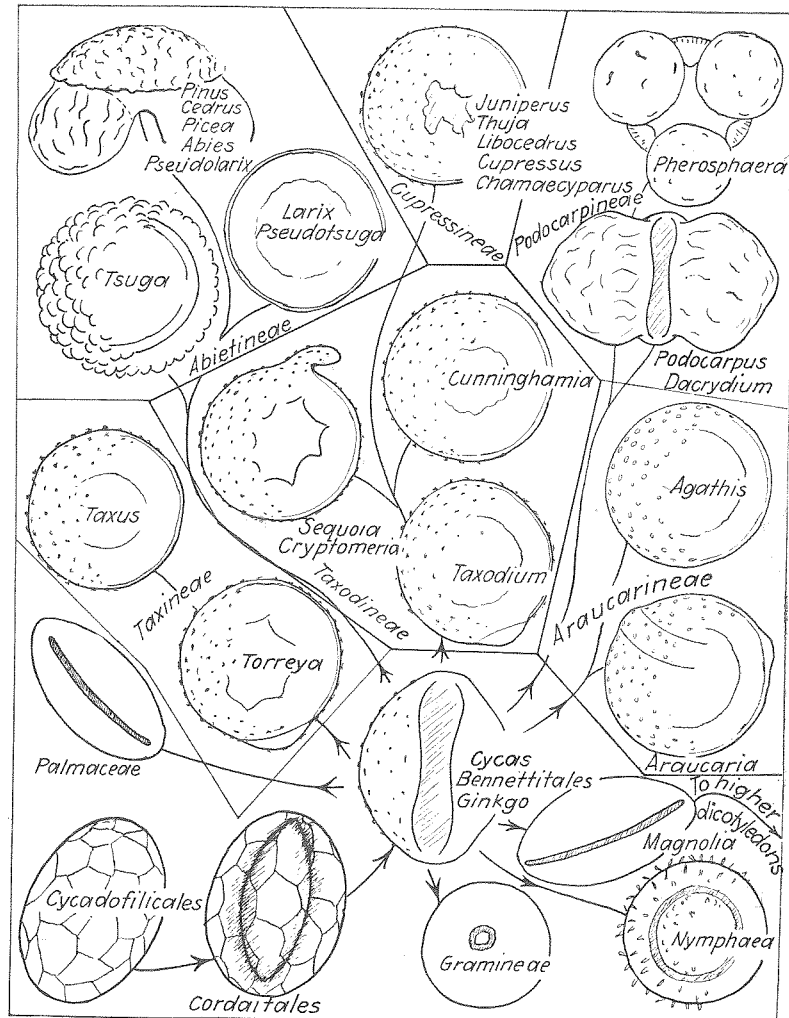 Pinus
Cedrus
Picea
Abies
Pseudolarix
Juniperus
Thuja
Libocedrus
Cupressus
Chamaecyparus
Cupressineae
Pherosphaera
Podocarpineae
Larix
Pseudotsuga
Tsuga
Abietineae
Cunninghamia
Podocarpus
Dacrydium
Taxus
Agathis
Sequoia
Cryptomeria
Taxodium
Taxineae
Taxodineae
Araucarineae
Torreya
Palmaceae
Cycas
Bennettitales
Ginkgo
Araucaria
To higher
dicotyledons
Magnolia
Cycadofilicales
Gramineae
Nymphaea
Cordaitales